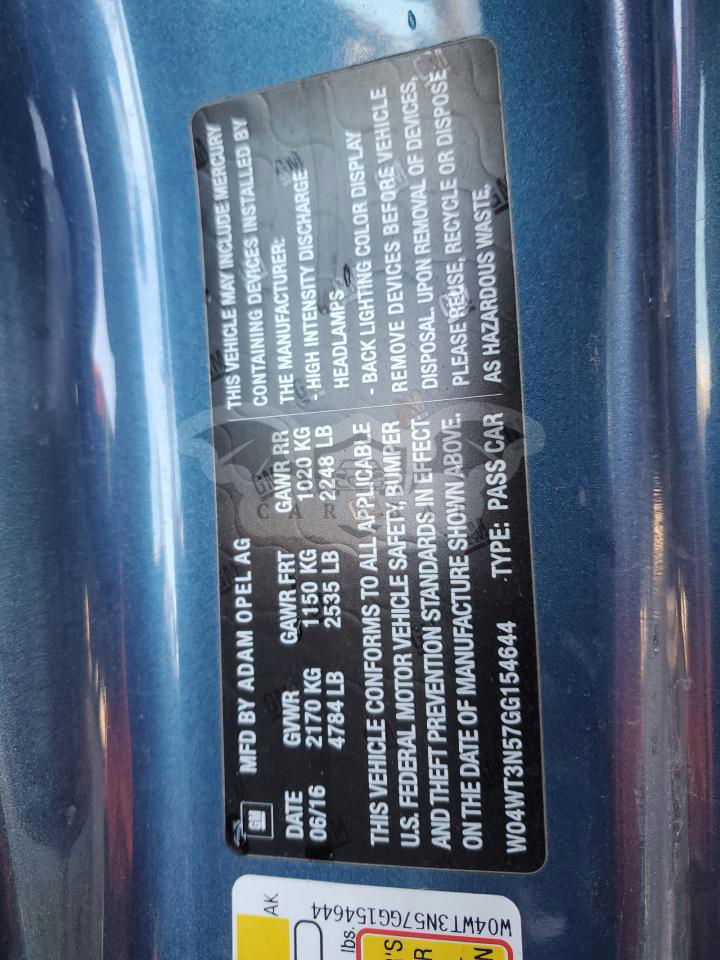 GM
MFD BY ADAM OPEL AG
DATE GVWR GAWR FRT GAWR RR
06/16 2170 KG 1150 KG 1020 KG
4784 LB 2535 LB 2248 LB
THIS VEHICLE CONFORMS TO ALL APPLICABLE
U.S. FEDERAL MOTOR VEHICLE SAFETY, BUMPER
AND THEFT PREVENTION STANDARDS IN EFFECT
ON THE DATE OF MANUFACTURE SHOWN ABOVE.
W04WT3N57GG154644 TYPE: PASS CAR
THIS VEHICLE MAY INCLUDE MERCURY
CONTAINING DEVICES INSTALLED BY
THE MANUFACTURER:
- HIGH INTENSITY DISCHARGE
HEADLAMPS
- BACK LIGHTING COLOR DISPLAY
REMOVE DEVICES BEFORE VEHICLE
DISPOSAL. UPON REMOVAL OF DEVICES,
PLEASE REUSE, RECYCLE OR DISPOSE
AS HAZARDOUS WASTE.
AK
W04WT3N57GG154644
lbs.